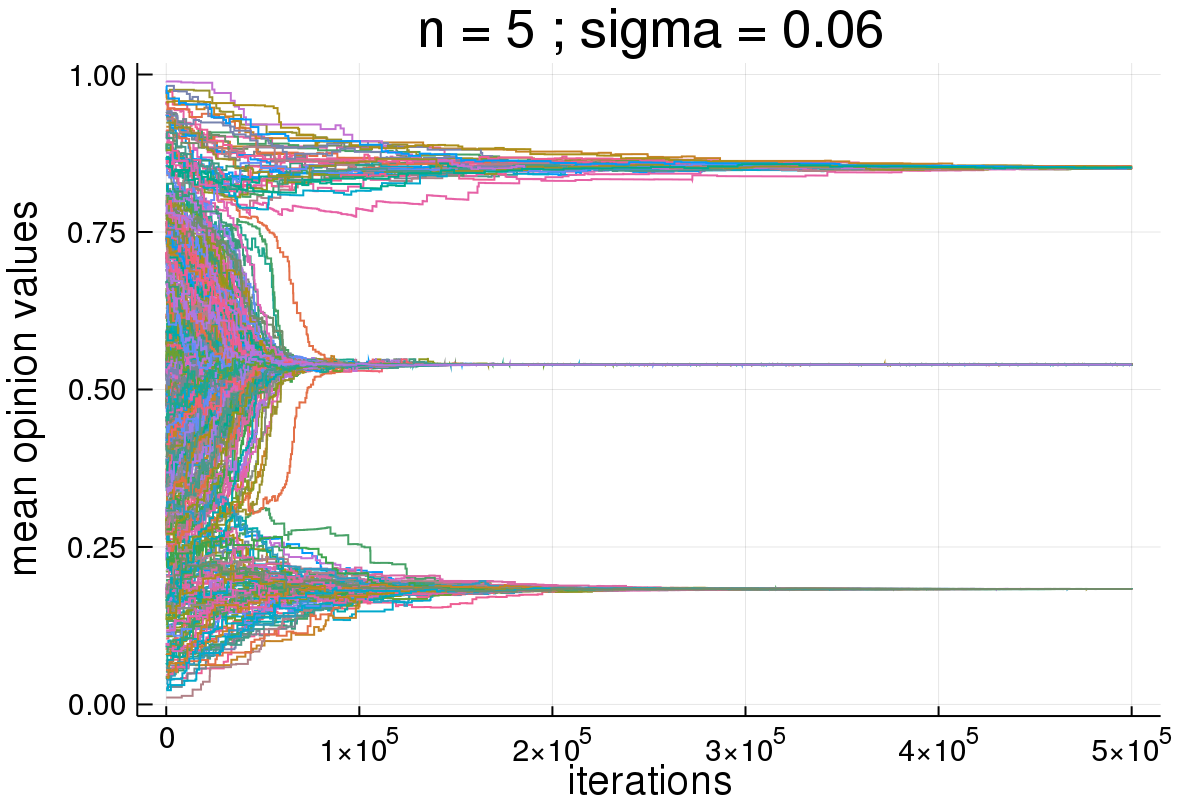 n = 5 ; sigma = 0.06
mean opinion values
1.00
0.75
0.50
0.25
0.00
0 1×10⁵ 2×10⁵ 3×10⁵ 4×10⁵ 5×10⁵
iterations